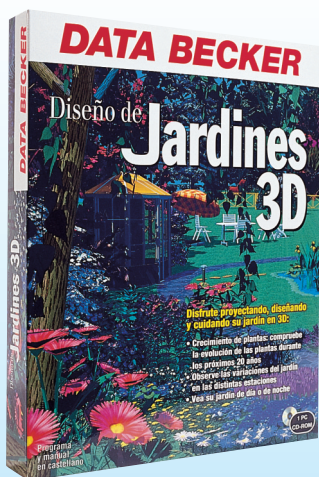 DATA BECKER
Diseño de
Jardines
3D
Disfrute proyectando, diseñando
y cuidando su jardín en 3D:
• Crecimiento de plantas: compruebe
la evolución de las plantas durante
los próximos 20 años
• Observe las variaciones del jardín
en las distintas estaciones
• Vea su jardín de día o de noche
1 PC
CD-ROM
Programa
y manual
en castellano
DATA BECKER
Diseño de Jardines 3D